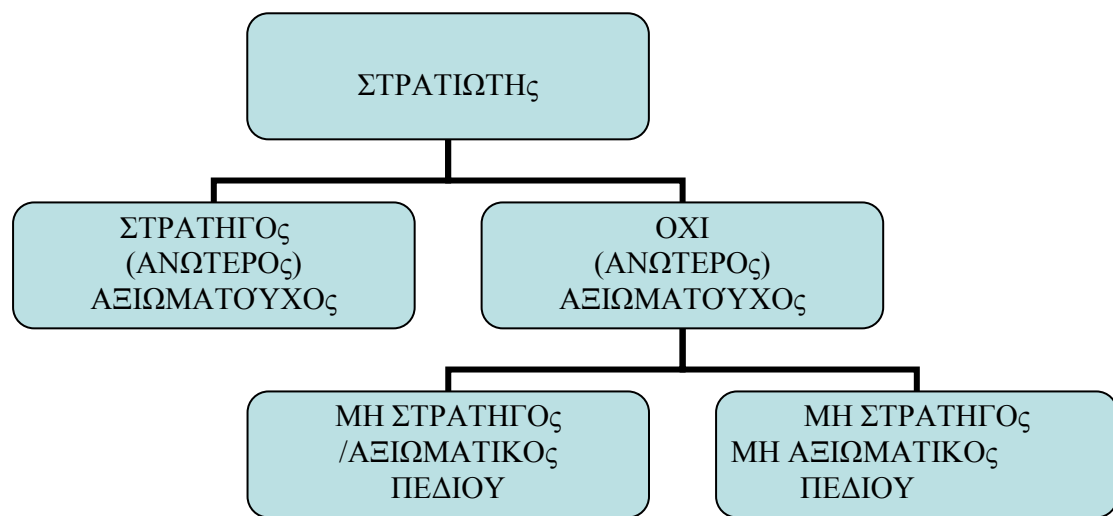 ΣΤΡΑΤΙΩΤΗς
ΣΤΡΑΤΗΓΟς
(ΑΝΩΤΕΡΟς)
ΑΞΙΩΜΑΤΟΎΧΟς
ΟΧΙ
(ΑΝΩΤΕΡΟς)
ΑΞΙΩΜΑΤΟΎΧΟς
ΜΗ ΣΤΡΑΤΗΓΟς
/ΑΞΙΩΜΑΤΙΚΟς
ΠΕΔΙΟΥ
ΜΗ ΣΤΡΑΤΗΓΟς
ΜΗ ΑΞΙΩΜΑΤΙΚΟς
ΠΕΔΙΟΥ